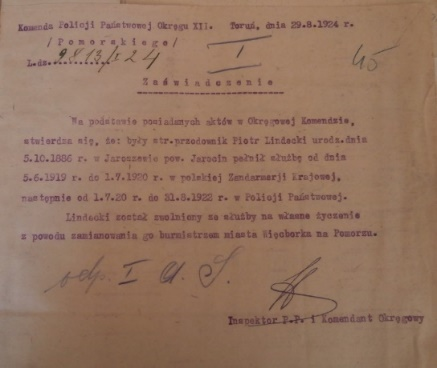 Komenda Policji Państwowej Okręgu XII. Toruń, dnia 29.8.1924 r.
/Pomorskiego/
L.dz. 9813/I 24
I
45
Zaświadczenie
Na podstawie posiadanych aktów w Okręgowej Komendzie,
stwierdza się, że: były str.przodownik Piotr Lindecki urodz.dnia
5.10.1886 r. w Jaroczewie pow. Jarocin pełnił służbę od dnia
5.6.1919 r. do 1.7.1920 r. w polskiej Żandarmerji Krajowej,
następnie od 1.7.20 r. do 31.8.1922 r. w Policji Państwowej.
Lindecki został zwolniony ze służby na własne życzenie
z powodu zamianowania go burmistrzem miasta Więcborka na Pomorzu.
odp. I U. S.
Inspektor P.P. i Komendant Okręgowy